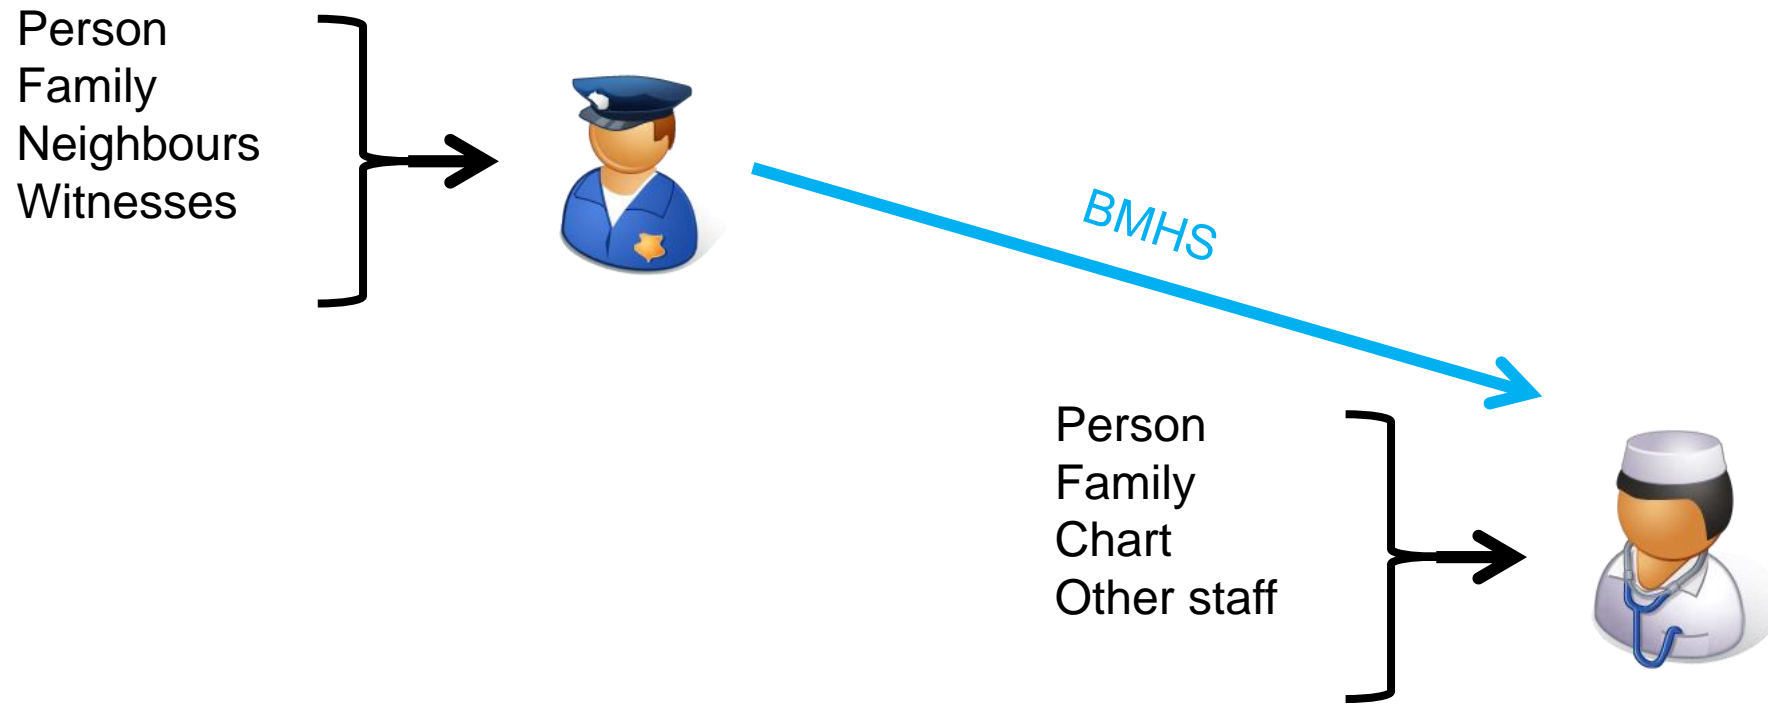 Person
Family
Neighbours
Witnesses
BMHS
Person
Family
Chart
Other staff